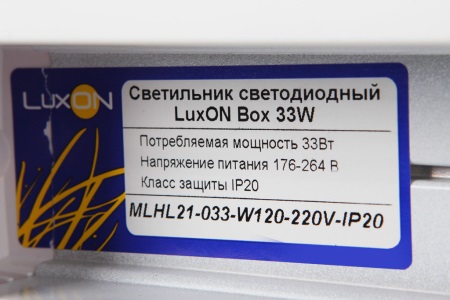 LUXON
Светильник светодиодный
LuxON Box 33W
Потребляемая мощность 33Вт
Напряжение питания 176-264 В
Класс защиты IP20
MLHL21-033-W120-220V-IP20